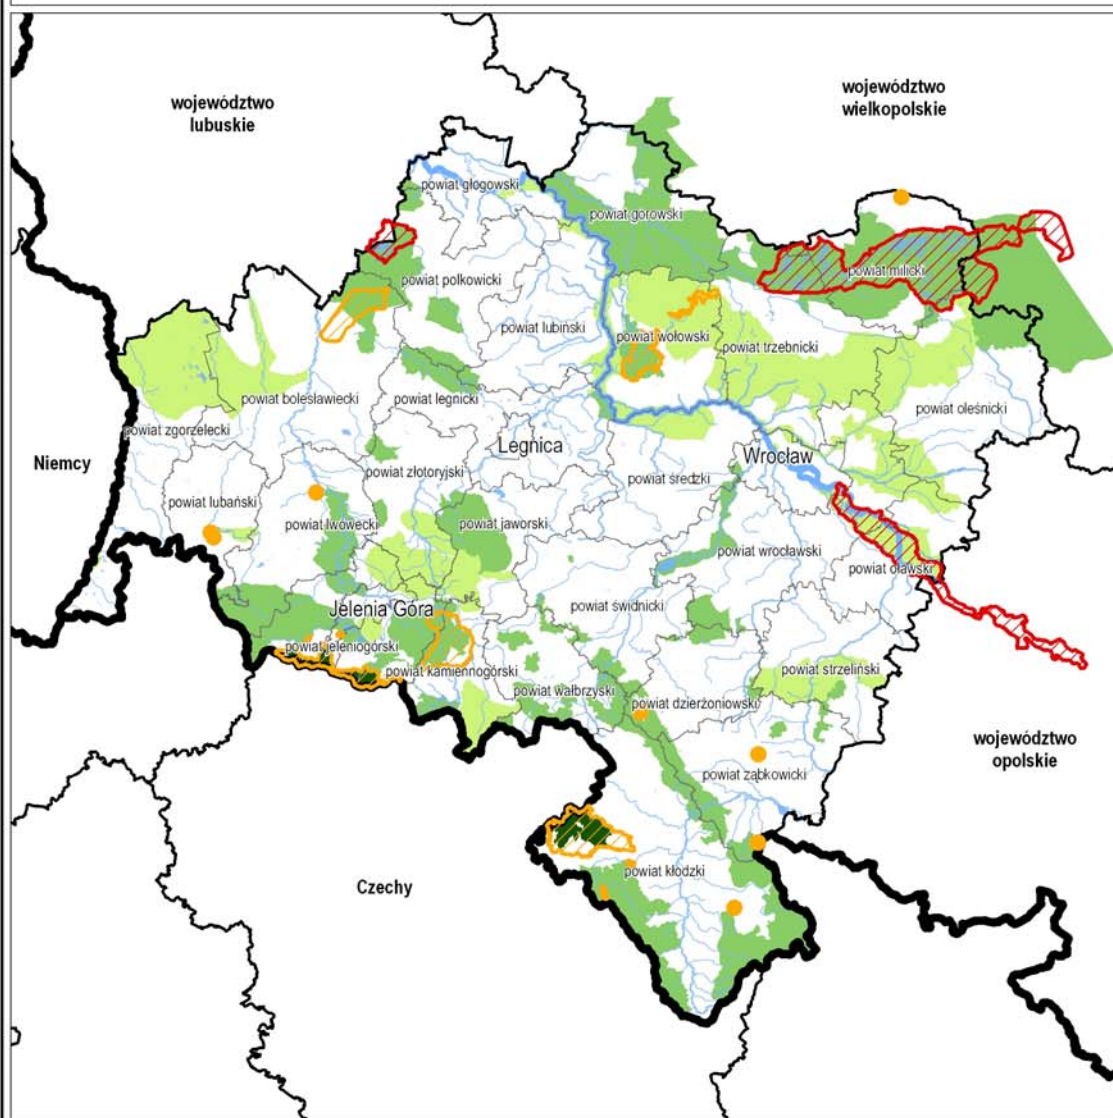 województwo
lubuskie
województwo
wielkopolskie
powiat głogowski
powiat górowski
powiat milicki
powiat polkowicki
powiat lubiński
powiat wołowski
powiat trzebnicki
powiat bolesławiecki
powiat legnicki
powiat oleśnicki
powiat zgorzelecki
Niemcy
Legnica
Wrocław
powiat złotoryjski
powiat średzki
powiat lubański
powiat lwowecki
powiat jaworski
powiat wrocławski
powiat oławski
Jelenia Góra
powiat świdnicki
powiat jeleniogórski
powiat kamiennogórski
powiat strzeliński
powiat wałbrzyski
powiat dzierżoniowski
województwo
opolskie
powiat ząbkowicki
powiat kłodzki
Czechy